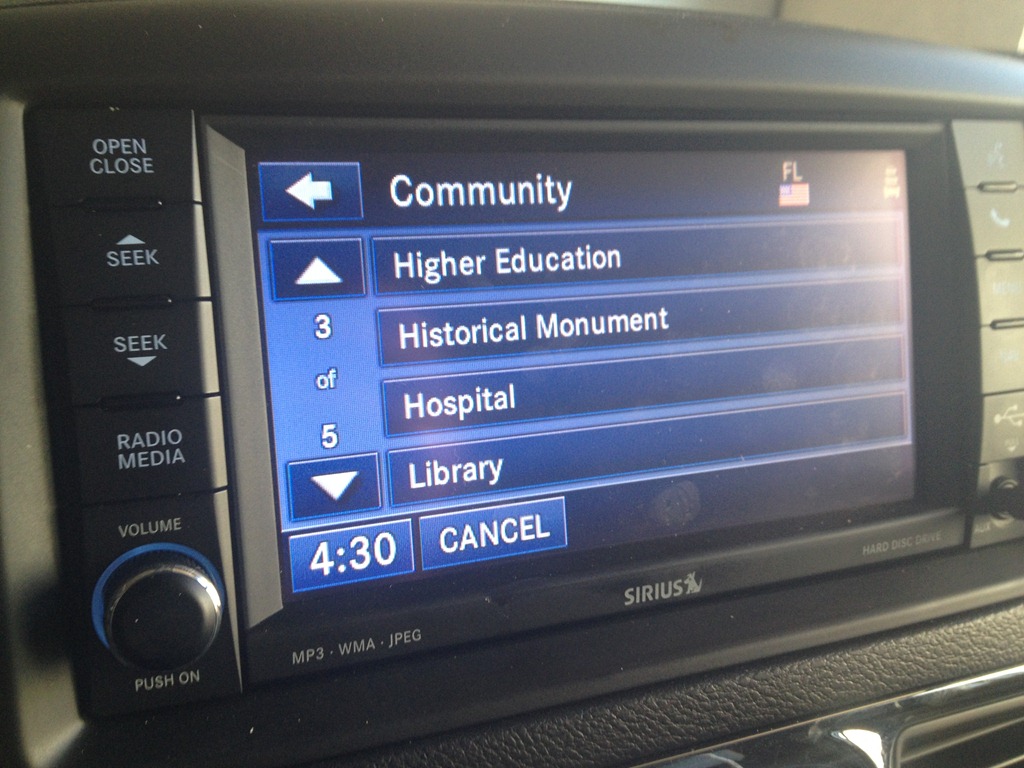 OPEN
CLOSE
SEEK
SEEK
RADIO
MEDIA
VOLUME
PUSH ON
Community
FL
Higher Education
3
Historical Monument
of
Hospital
5
Library
4:30
CANCEL
SIRIUS
HARD DISC DRIVE
MP3 · WMA · JPEG
MENU